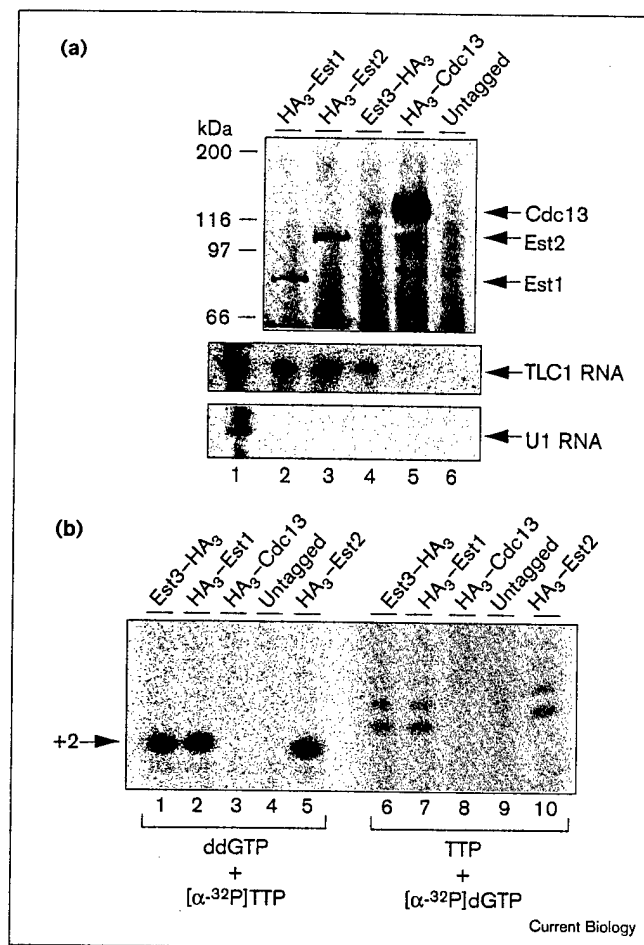 (a)
HA₃–Est1
HA₃–Est2
Est3–HA₃
HA₃–Cdc13
Untagged
kDa
200
116
97
66
Cdc13
Est2
Est1
TLC1 RNA
U1 RNA
1 2 3 4 5 6
(b)
Est3–HA₃
HA₃–Est1
HA₃–Cdc13
Untagged
HA₃–Est2
Est3–HA₃
HA₃–Est1
HA₃–Cdc13
Untagged
HA₃–Est2
+2
1 2 3 4 5 6 7 8 9 10
ddGTP
+
[α-³²P]TTP
TTP
+
[α-³²P]dGTP
Current Biology